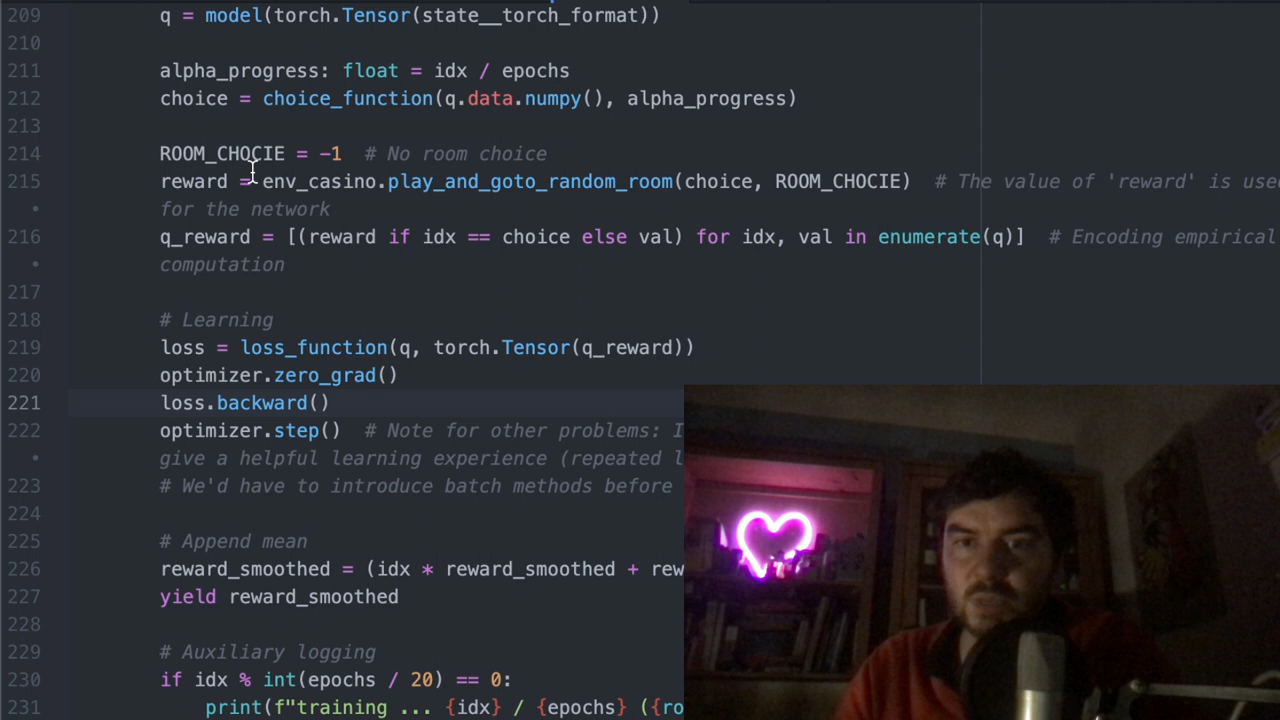 209 q = model(torch.Tensor(state__torch_format))
210
211 alpha_progress: float = idx / epochs
212 choice = choice_function(q.data.numpy(), alpha_progress)
213
214 ROOM_CHOCIE = -1  # No room choice
215 reward = env_casino.play_and_goto_random_room(choice, ROOM_CHOCIE)  # The value of 'reward' is used
• for the network
216 q_reward = [(reward if idx == choice else val) for idx, val in enumerate(q)]  # Encoding empirical
• computation
217
218 # Learning
219 loss = loss_function(q, torch.Tensor(q_reward))
220 optimizer.zero_grad()
221 loss.backward()
222 optimizer.step()  # Note for other problems: I
• give a helpful learning experience (repeated l
223 # We'd have to introduce batch methods before
224
225 # Append mean
226 reward_smoothed = (idx * reward_smoothed + rew
227 yield reward_smoothed
228
229 # Auxiliary logging
230 if idx % int(epochs / 20) == 0:
231 print(f"training ... {idx} / {epochs} ({ro